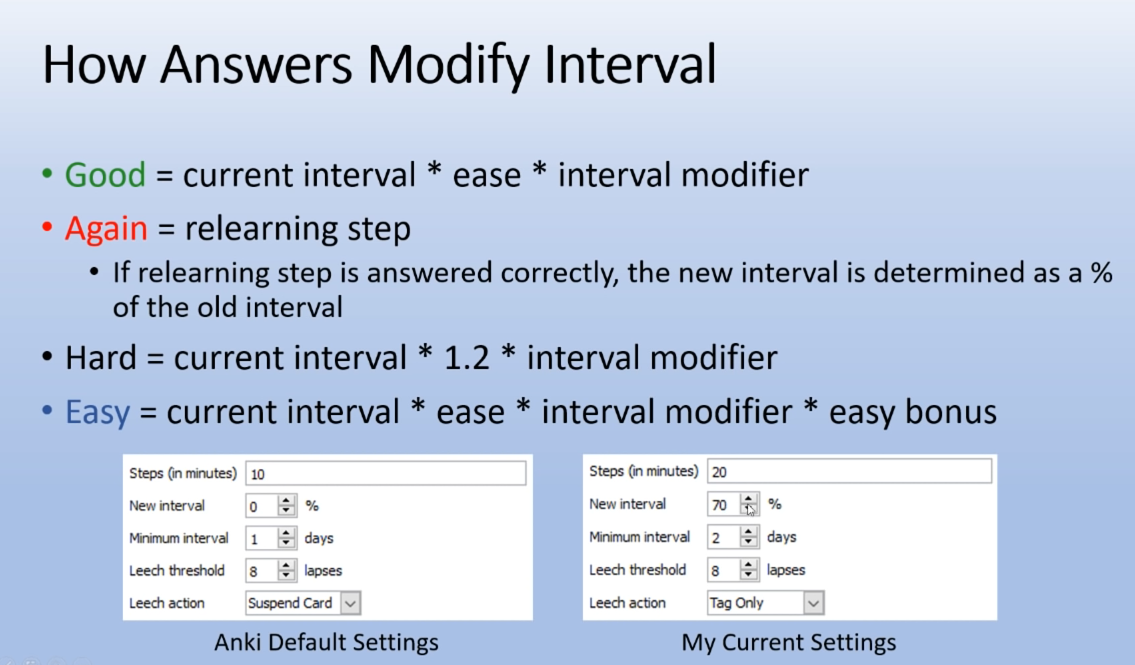 How Answers Modify Interval
• Good = current interval * ease * interval modifier
• Again = relearning step
• If relearning step is answered correctly, the new interval is determined as a %
of the old interval
• Hard = current interval * 1.2 * interval modifier
• Easy = current interval * ease * interval modifier * easy bonus
Steps (in minutes) 10
New interval 0 %
Minimum interval 1 days
Leech threshold 8 lapses
Leech action Suspend Card
Anki Default Settings
Steps (in minutes) 20
New interval 70 %
Minimum interval 2 days
Leech threshold 8 lapses
Leech action Tag Only
My Current Settings